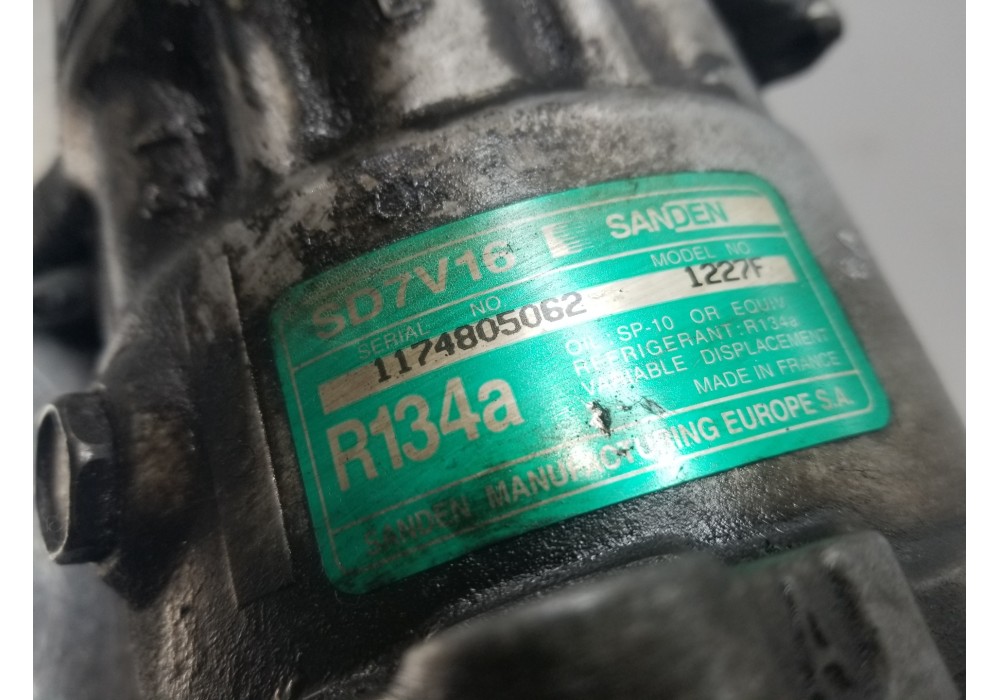 SD7V16 SANDEN
SERIAL NO MODEL NO
1174805062 1227F
R134a
SP-10 OR EQUIV.
REFRIGERANT:R134a
VARIABLE DISPLACEMENT
MADE IN FRANCE
SANDEN MANUFACTURING EUROPE S.A.